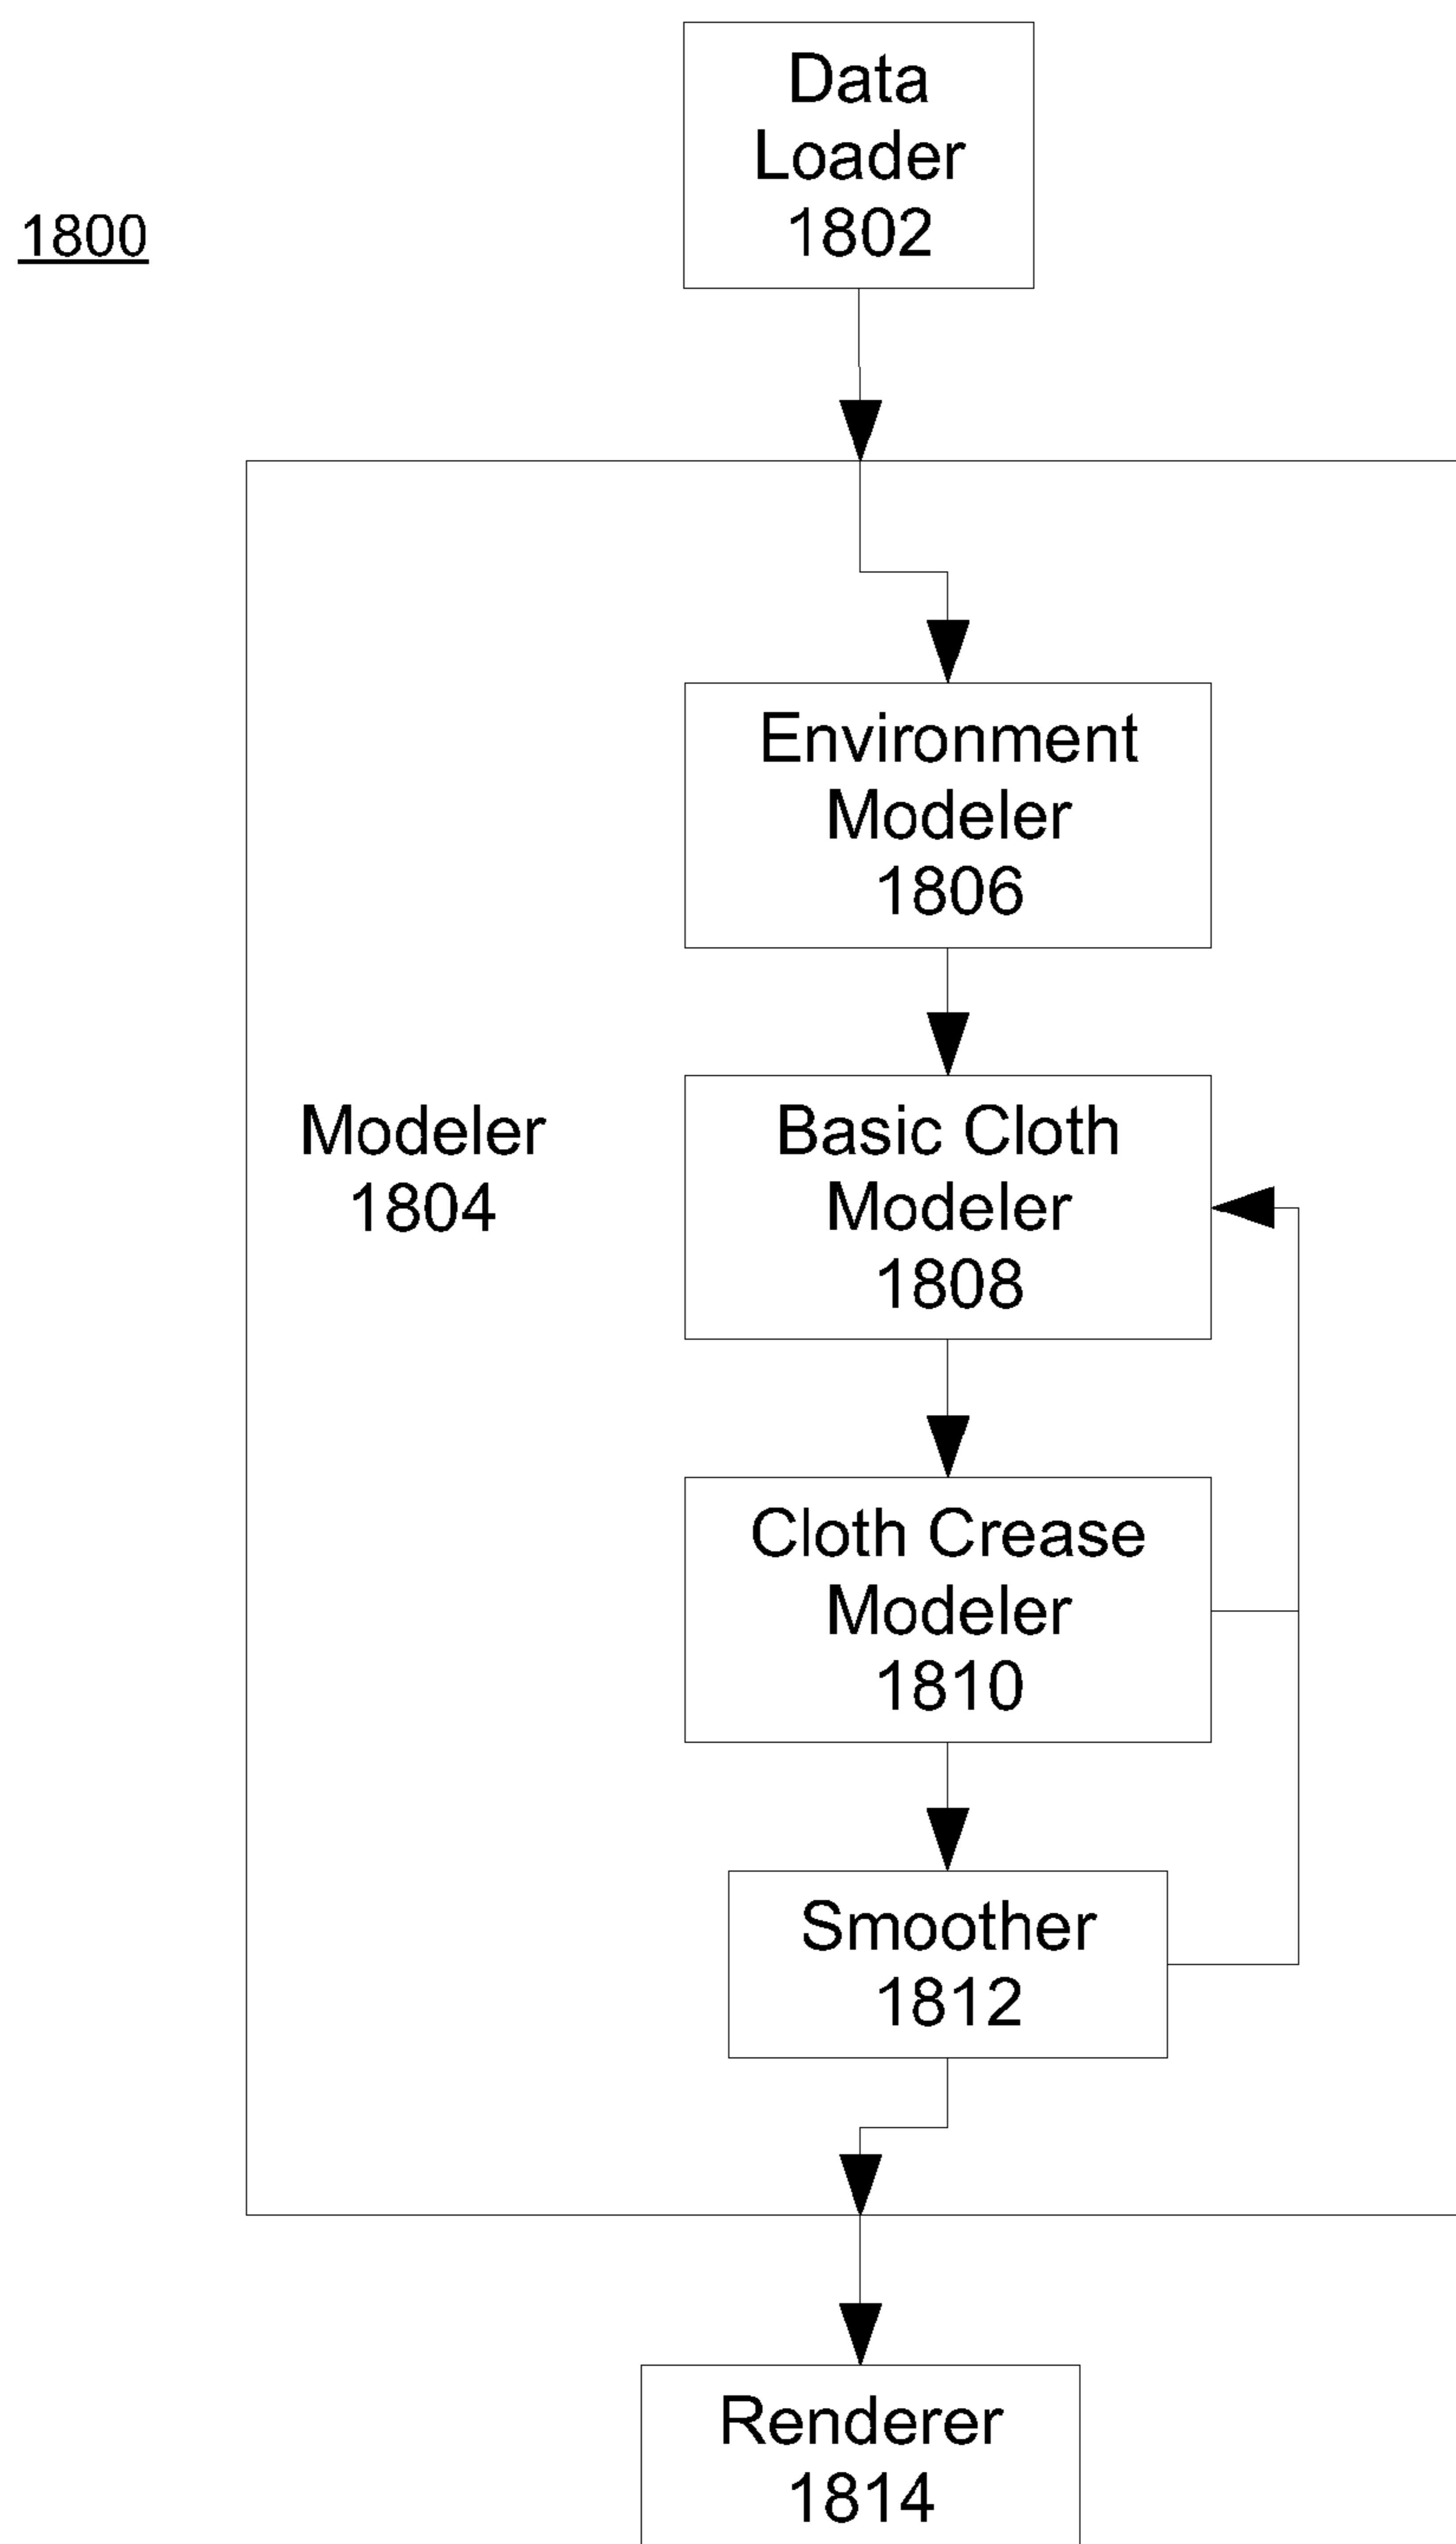 Data
Loader
1802
1800
Environment
Modeler
1806
Modeler
1804
Basic Cloth
Modeler
1808
Cloth Crease
Modeler
1810
Smoother
1812
Renderer
1814